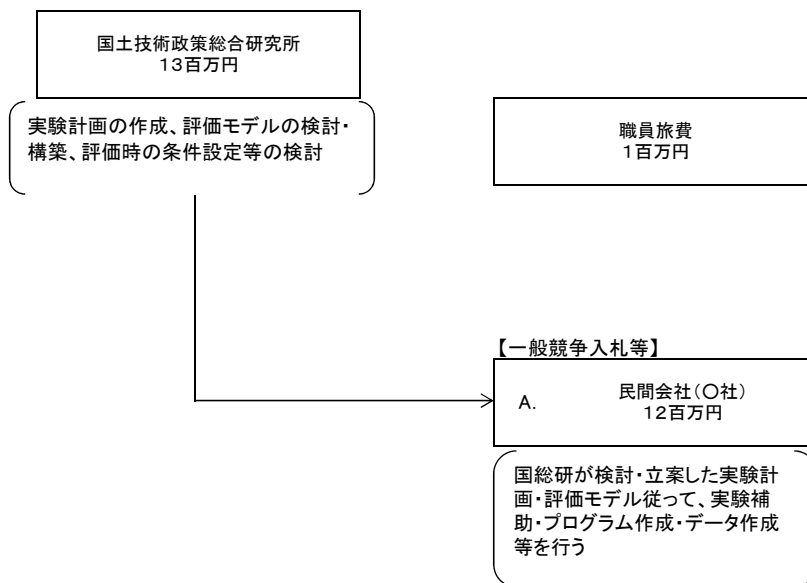 国土技術政策総合研究所
13百万円
実験計画の作成、評価モデルの検討・
構築、評価時の条件設定等の検討
職員旅費
1百万円
【一般競争入札等】
A.　民間会社(〇社)
12百万円
国総研が検討・立案した実験計
画・評価モデル従って、実験補
助・プログラム作成・データ作成
等を行う